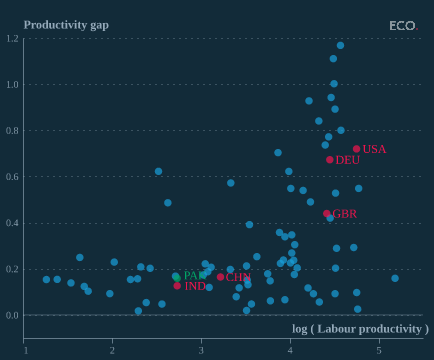 Productivity gap
ECO.
1.2
1.0
USA
0.8
DEU
0.6
GBR
0.4
PAK
CHN
0.2
IND
0.0
log ( Labour productivity )
1 2 3 4 5